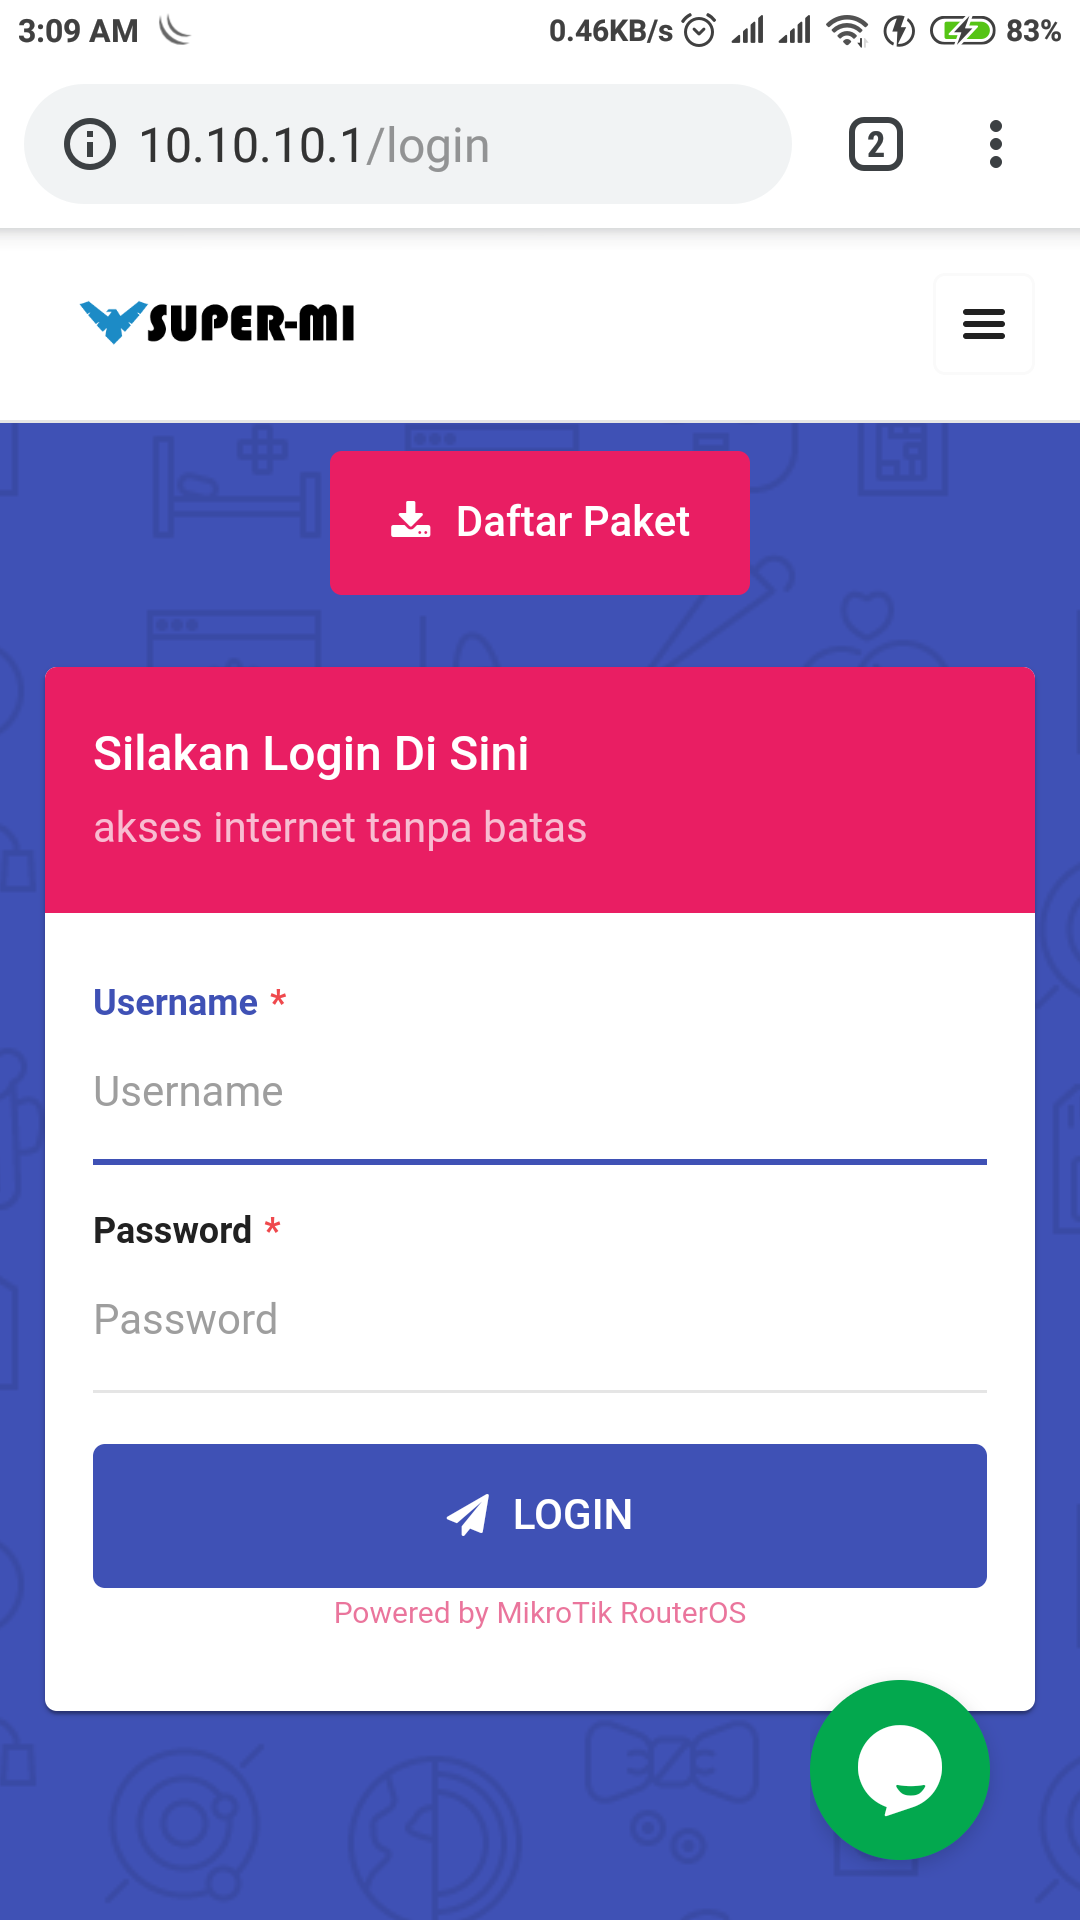 3:09 AM 0.46KB/s 83%
10.10.10.1/login 2
SUPER-MI
Daftar Paket
Silakan Login Di Sini
akses internet tanpa batas
Username *
Username
Password *
Password
LOGIN
Powered by MikroTik RouterOS